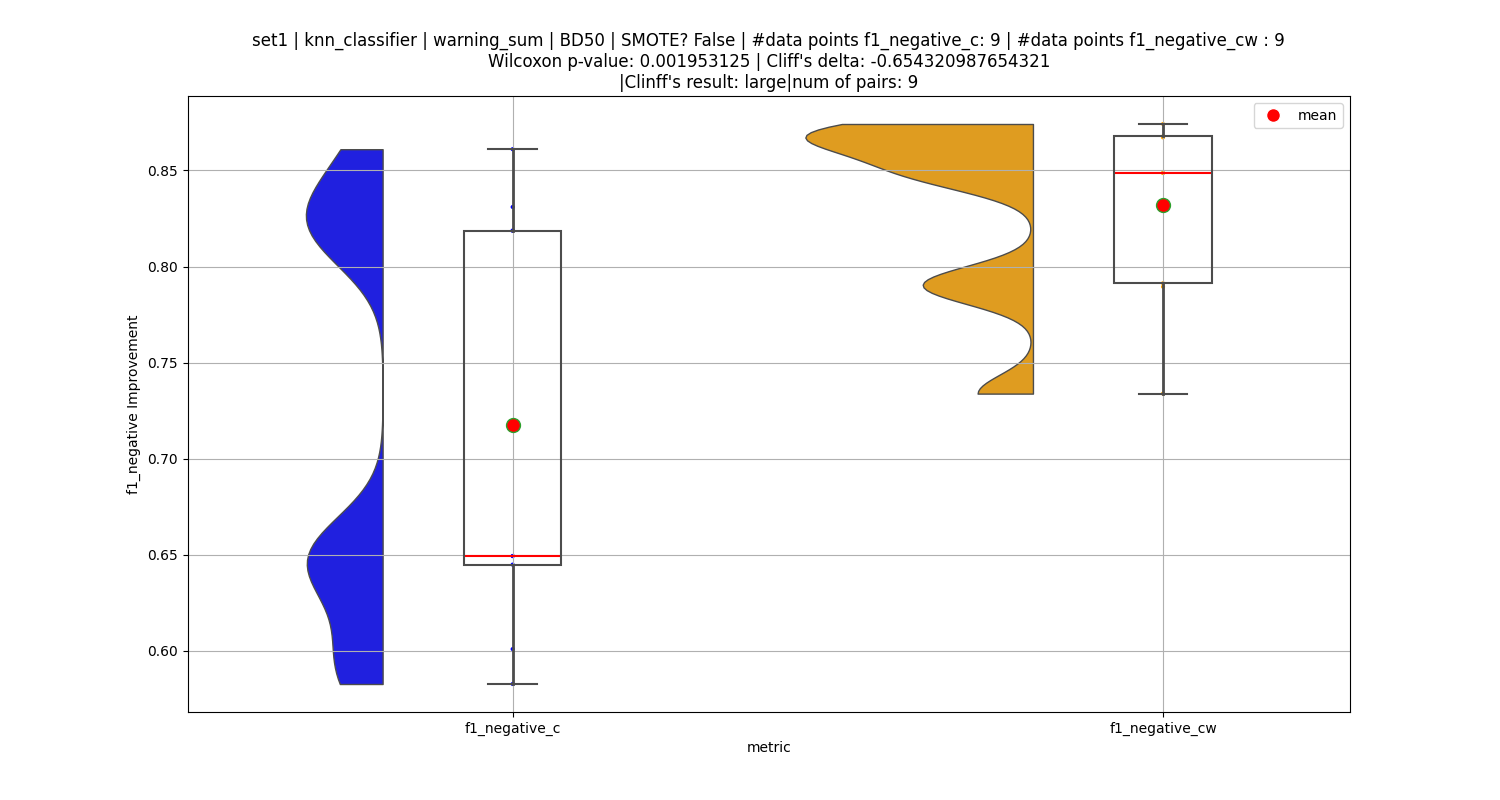 set1 | knn_classifier | warning_sum | BD50 | SMOTE? False | #data points f1_negative_c: 9 | #data points f1_negative_cw : 9
Wilcoxon p-value: 0.001953125 | Cliff's delta: -0.654320987654321
|Clinff's result: large|num of pairs: 9
mean
0.85
0.80
0.75
0.70
0.65
0.60
f1_negative Improvement
f1_negative_c
f1_negative_cw
metric